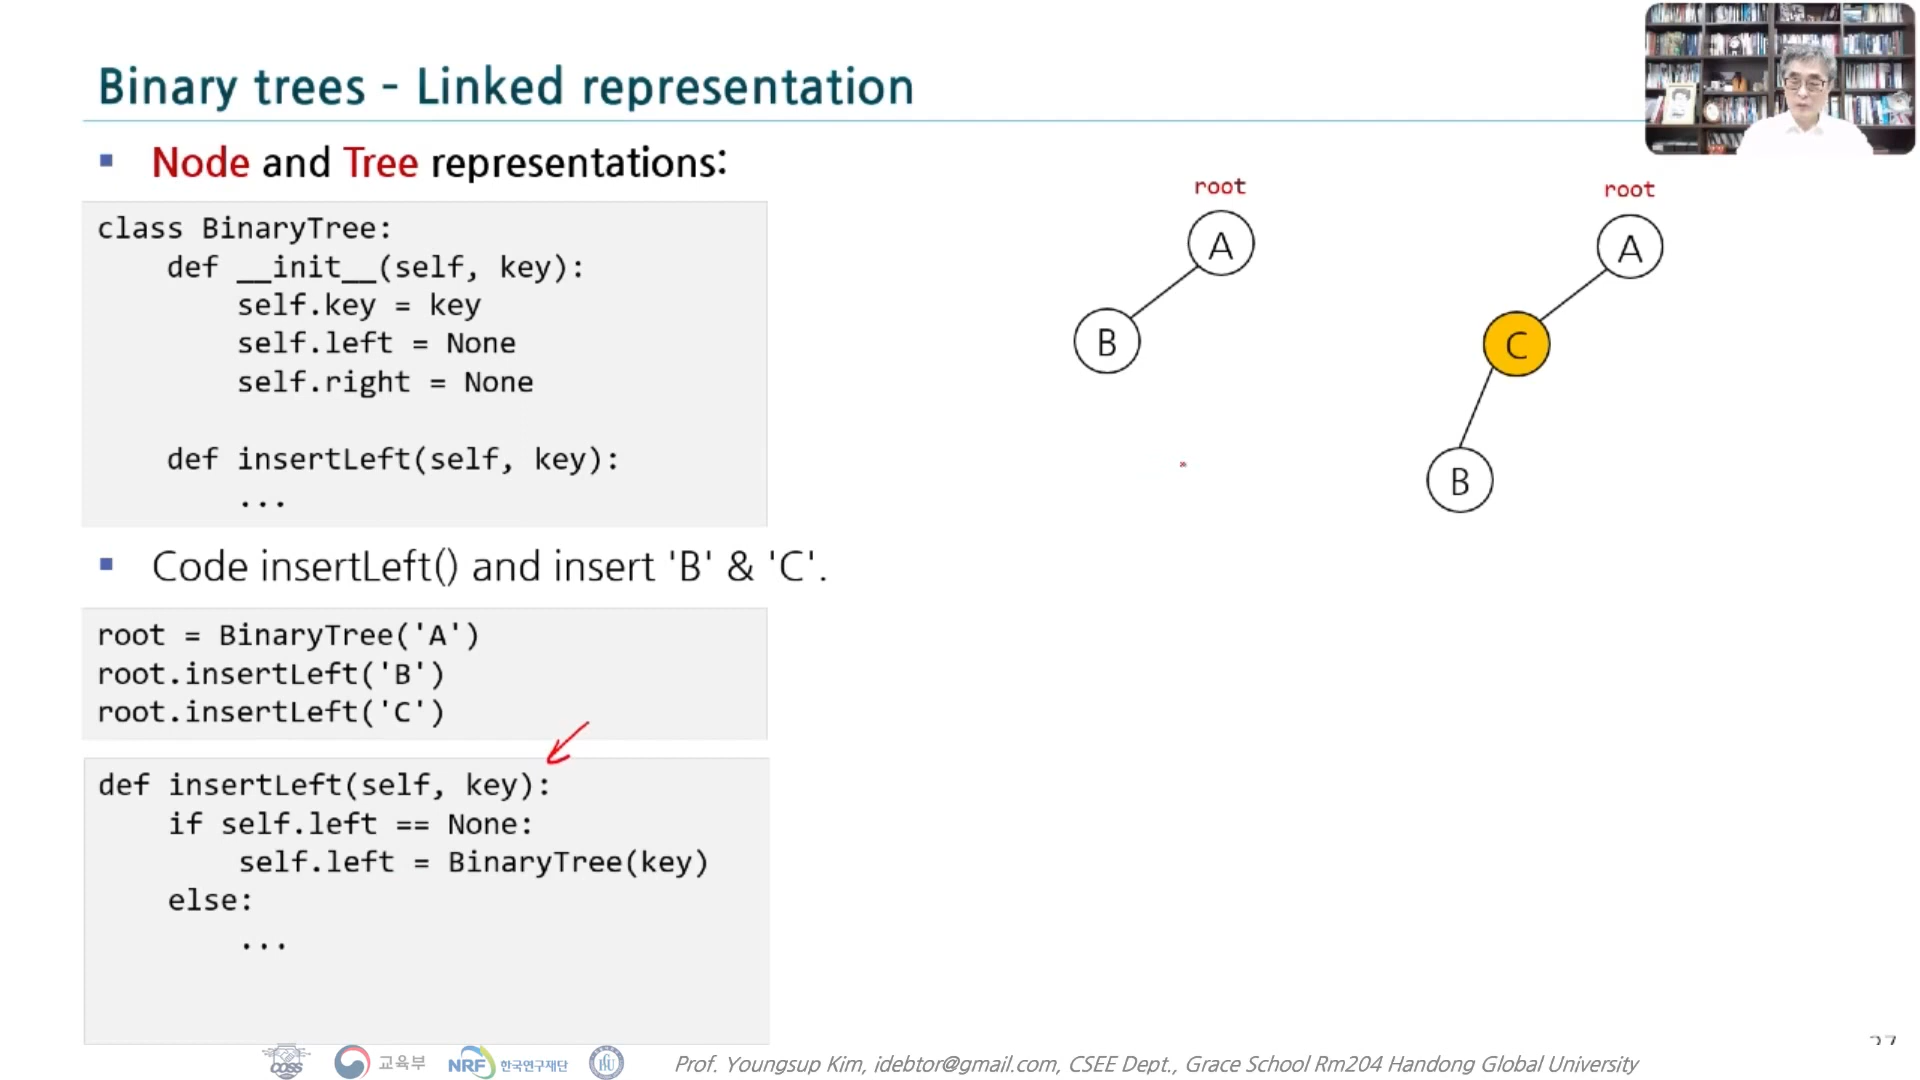 Binary trees - Linked representation
▪ Node and Tree representations:
class BinaryTree:
    def __init__(self, key):
        self.key = key
        self.left = None
        self.right = None
    def insertLeft(self, key):
        ...
▪ Code insertLeft() and insert 'B' & 'C'.
root = BinaryTree('A')
root.insertLeft('B')
root.insertLeft('C')
def insertLeft(self, key):
    if self.left == None:
        self.left = BinaryTree(key)
    else:
        ...
root
A
B
root
A
C
B
교육부
NRF 한국연구재단
Prof. Youngsup Kim, idebtor@gmail.com, CSEE Dept., Grace School Rm204 Handong Global University